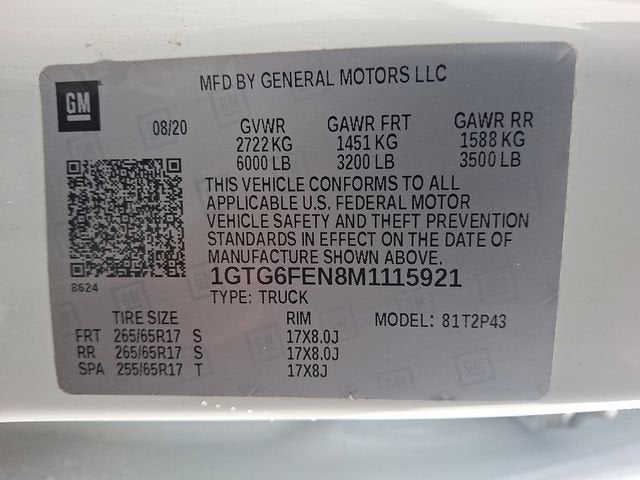 MFD BY GENERAL MOTORS LLC
GM
08/20 GVWR GAWR FRT GAWR RR
2722 KG 1451 KG 1588 KG
6000 LB 3200 LB 3500 LB
THIS VEHICLE CONFORMS TO ALL
APPLICABLE U.S. FEDERAL MOTOR
VEHICLE SAFETY AND THEFT PREVENTION
STANDARDS IN EFFECT ON THE DATE OF
MANUFACTURE SHOWN ABOVE.
8624
1GTG6FEN8M1115921
TYPE: TRUCK
TIRE SIZE RIM MODEL: 81T2P43
FRT 265/65R17 S 17X8.0J
RR 265/65R17 S 17X8.0J
SPA 255/65R17 T 17X8J